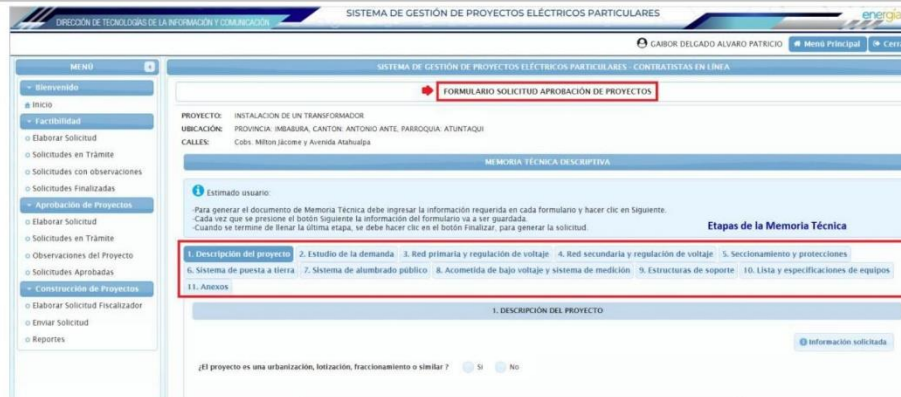 SISTEMA DE GESTIÓN DE PROYECTOS ELÉCTRICOS PARTICULARES
DIRECCIÓN DE TECNOLOGÍAS DE LA INFORMACIÓN Y COMUNICACIÓN
energía
GAIBOR DELGADO ALVARO PATRICIO
Menú Principal
Cerra
MENÚ
Bienvenido
Inicio
Factibilidad
Elaborar Solicitud
Solicitudes en Trámite
Solicitudes con observaciones
Solicitudes Finalizadas
Aprobación de Proyectos
Elaborar Solicitud
Solicitudes en Trámite
Observaciones del Proyecto
Solicitudes Aprobadas
Construcción de Proyectos
Elaborar Solicitud Fiscalizador
Enviar Solicitud
Reportes
SISTEMA DE GESTIÓN DE PROYECTOS ELÉCTRICOS PARTICULARES - CONTRATISTAS EN LÍNEA
FORMULARIO SOLICITUD APROBACIÓN DE PROYECTOS
PROYECTO: INSTALACION DE UN TRANSFORMADOR
UBICACIÓN: PROVINCIA: IMBABURA, CANTON: ANTONIO ANTE, PARROQUIA: ATUNTAQUI
CALLES: Cobs. Milton Jácome y Avenida Atahualpa
MEMORIA TÉCNICA DESCRIPTIVA
Estimado usuario:
-Para generar el documento de Memoria Técnica debe ingresar la información requerida en cada formulario y hacer clic en Siguiente.
-Cada vez que se presione el botón Siguiente la información del formulario va a ser guardada.
-Cuando se termine de llenar la última etapa, se debe hacer clic en el botón Finalizar, para generar la solicitud.
Etapas de la Memoria Técnica
1. Descripción del proyecto 2. Estudio de la demanda 3. Red primaria y regulación de voltaje 4. Red secundaria y regulación de voltaje 5. Seccionamiento y protecciones
6. Sistema de puesta a tierra 7. Sistema de alumbrado público 8. Acometida de bajo voltaje y sistema de medición 9. Estructuras de soporte 10. Lista y especificaciones de equipos
11. Anexos
1. DESCRIPCIÓN DEL PROYECTO
Información solicitada
¿El proyecto es una urbanización, lotización, fraccionamiento o similar ? Si No